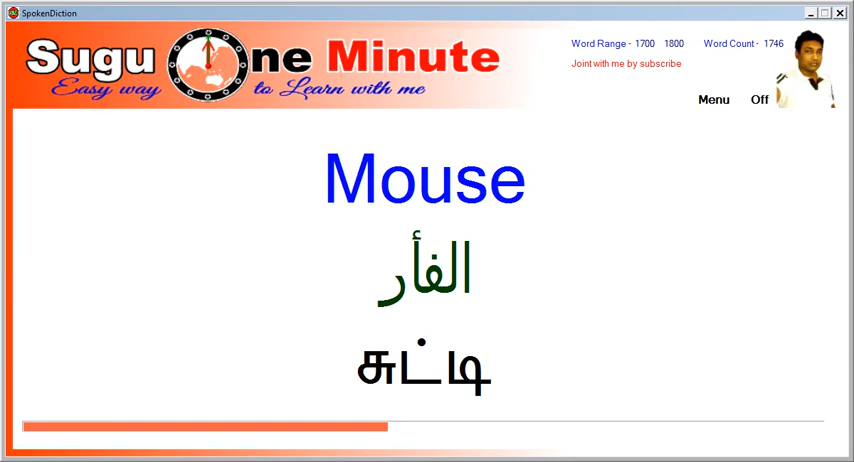 SpokenDiction
Sugu One Minute
Easy way to Learn with me
Word Range - 1700 1800 Word Count - 1746
Joint with me by subscribe
Menu Off
Mouse
الفأر
சுட்டி